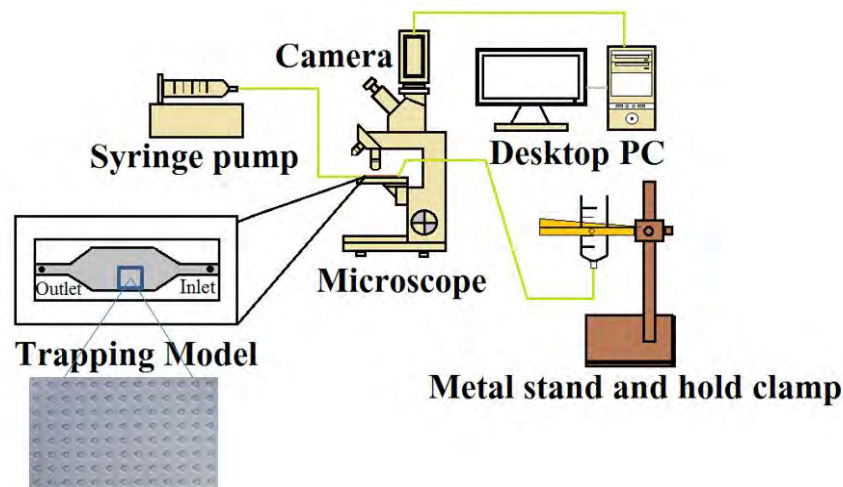 Camera
Syringe pump
Desktop PC
Microscope
Outlet
Inlet
Trapping Model
Metal stand and hold clamp